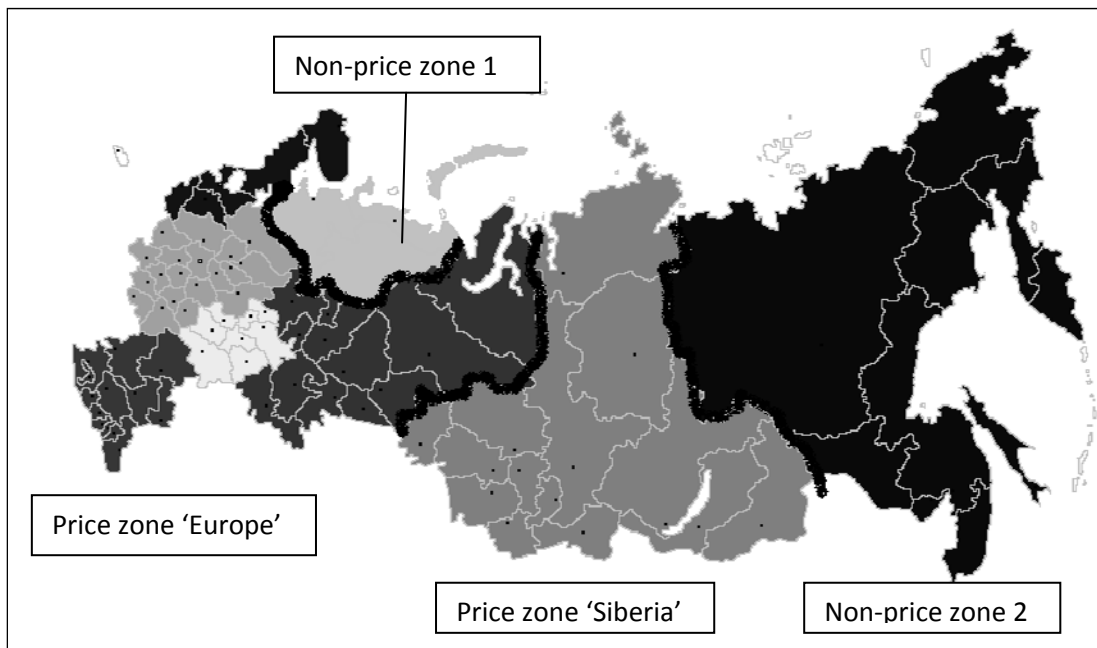 Non-price zone 1
Price zone ‘Europe’
Price zone ‘Siberia’
Non-price zone 2